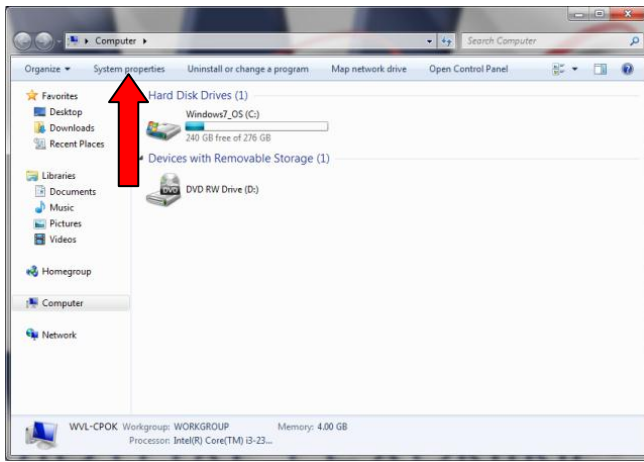 Computer
Search Computer
Organize System properties Uninstall or change a program Map network drive Open Control Panel
Favorites
Desktop
Downloads
Recent Places
Libraries
Documents
Music
Pictures
Videos
Homegroup
Computer
Network
Hard Disk Drives (1)
Windows7_OS (C:)
240 GB free of 276 GB
Devices with Removable Storage (1)
DVD
DVD RW Drive (D:)
WVL-CPOK Workgroup: WORKGROUP Memory: 4.00 GB
Processor: Intel(R) Core(TM) i3-23...